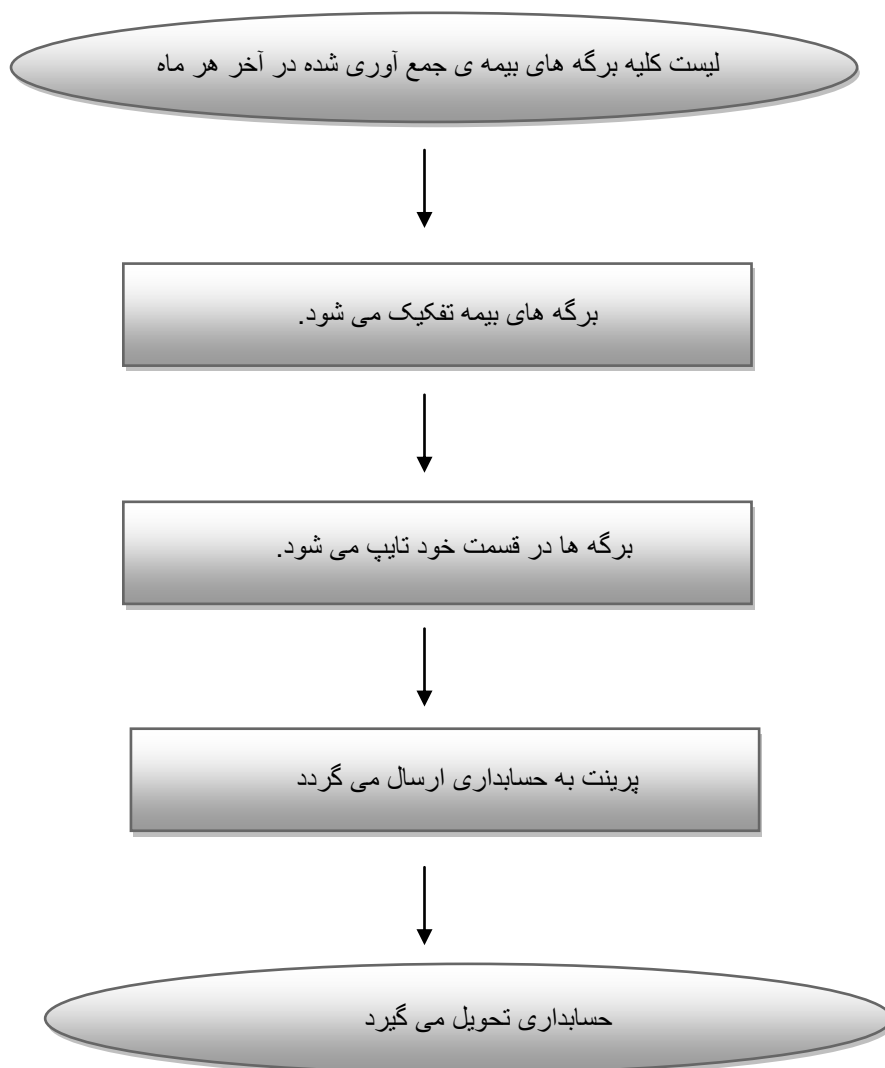 لیست کلیه برگه های بیمه ی جمع آوری شده در آخر هر ماه
برگه های بیمه تفکیک می شود.
برگه ها در قسمت خود تایپ می شود.
پرینت به حسابداری ارسال می گردد
حسابداری تحویل می گیرد